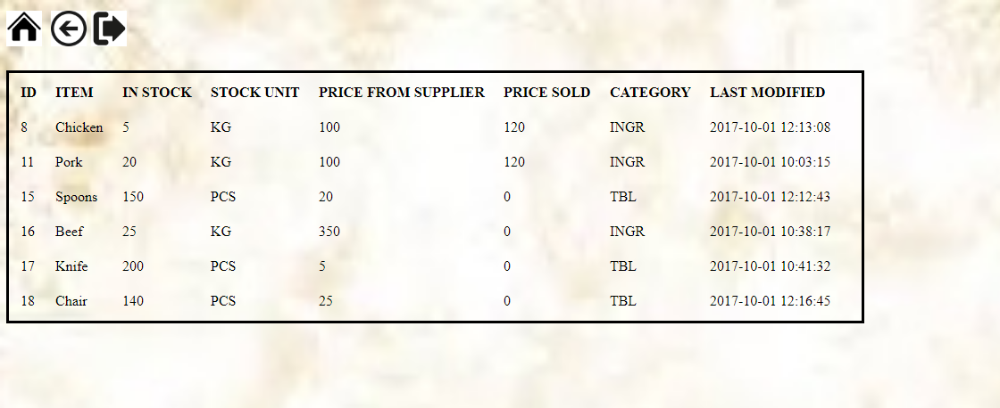 ID ITEM IN STOCK STOCK UNIT PRICE FROM SUPPLIER PRICE SOLD CATEGORY LAST MODIFIED
8 Chicken 5 KG 100 120 INGR 2017-10-01 12:13:08
11 Pork 20 KG 100 120 INGR 2017-10-01 10:03:15
15 Spoons 150 PCS 20 0 TBL 2017-10-01 12:12:43
16 Beef 25 KG 350 0 INGR 2017-10-01 10:38:17
17 Knife 200 PCS 5 0 TBL 2017-10-01 10:41:32
18 Chair 140 PCS 25 0 TBL 2017-10-01 12:16:45